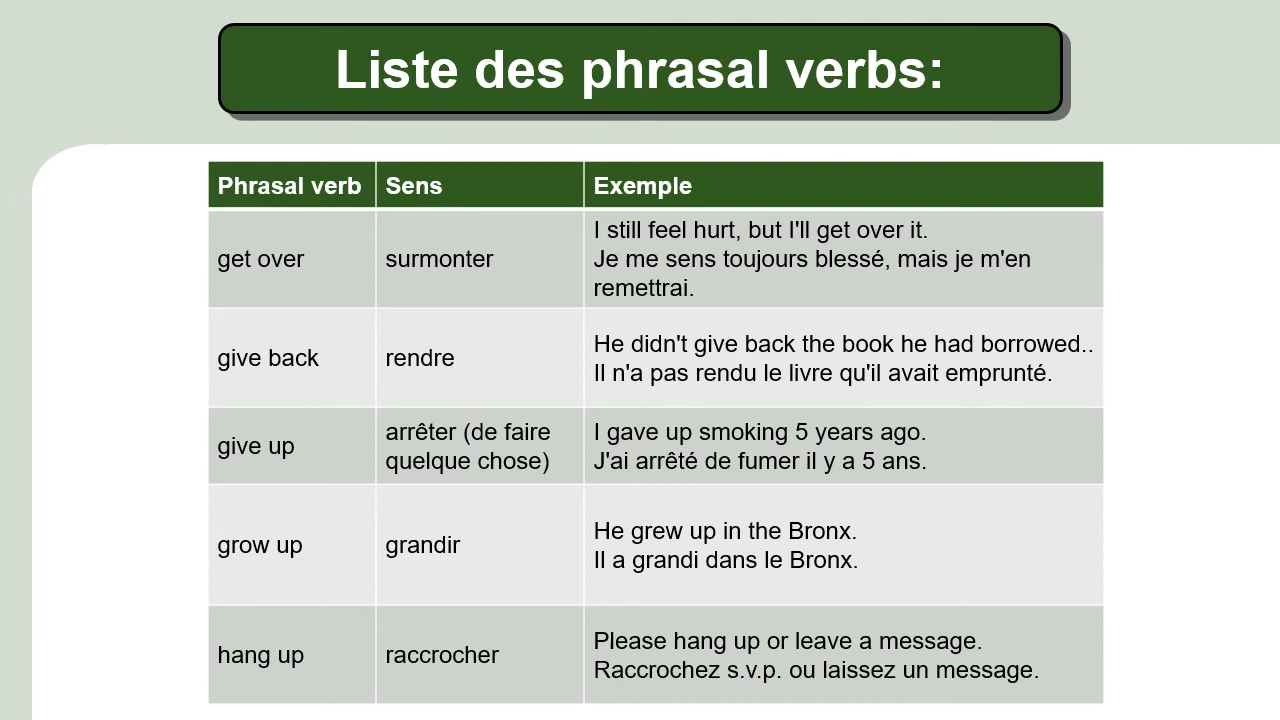 Liste des phrasal verbs:
Phrasal verb Sens Exemple
get over
surmonter
I still feel hurt, but I'll get over it.
Je me sens toujours blessé, mais je m'en
remettrai.
give back
rendre
He didn't give back the book he had borrowed..
Il n'a pas rendu le livre qu'il avait emprunté.
give up
arrêter (de faire
quelque chose)
I gave up smoking 5 years ago.
J'ai arrêté de fumer il y a 5 ans.
grow up
grandir
He grew up in the Bronx.
Il a grandi dans le Bronx.
hang up
raccrocher
Please hang up or leave a message.
Raccrochez s.v.p. ou laissez un message.